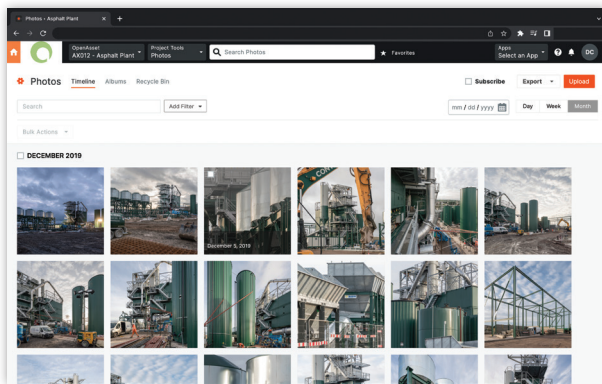 Photos - Asphalt Plant
OpenAsset
AX012 - Asphalt Plant
Project Tools
Photos
Search Photos
Favorites
Apps
Select an App
DC
Photos
Timeline
Albums
Recycle Bin
Subscribe
Export
Upload
Search
Add Filter
mm / dd / yyyy
Day
Week
Month
Bulk Actions
DECEMBER 2019
December 5, 2019